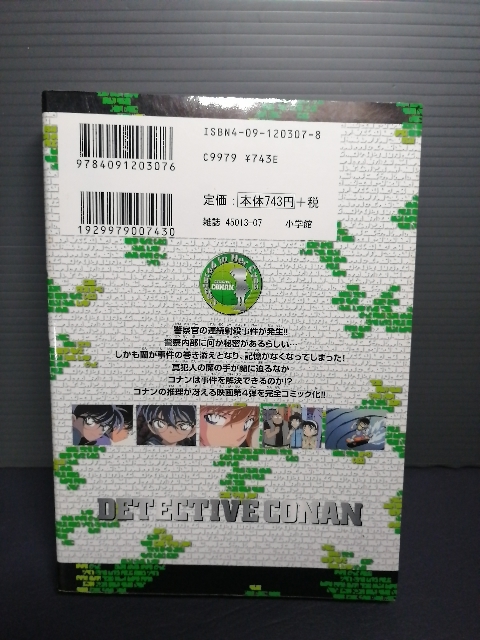 ISBN4-09-120307-8
C9979 ¥743E
9784091203076
定価：本体743円＋税
雑誌 45013-07 小学館
1929979007430
Captured in Her Eyes
CONAN
警察官の連続射殺事件が発生!!
警察内部に何か秘密があるらしい…
しかも蘭が事件の巻き添えとなり、記憶がなくなってしまった！
真犯人の魔の手が蘭に迫るなか
コナンは事件を解決できるのか!?
コナンの推理が冴える映画第4弾を完全コミック化!!
DETECTIVE CONAN